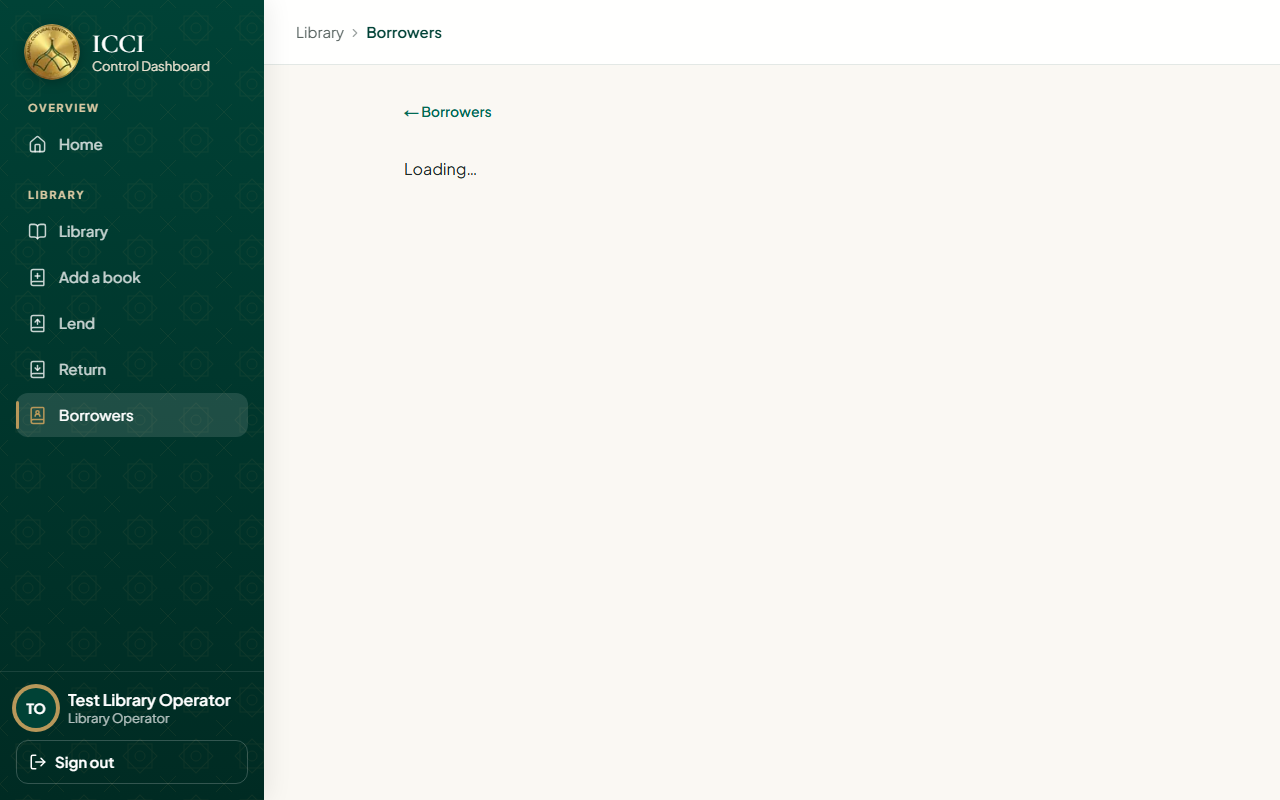 ICCI
Control Dashboard
OVERVIEW
Home
LIBRARY
Library
Add a book
Lend
Return
Borrowers
TO
Test Library Operator
Library Operator
Sign out
Library > Borrowers
← Borrowers
Loading...